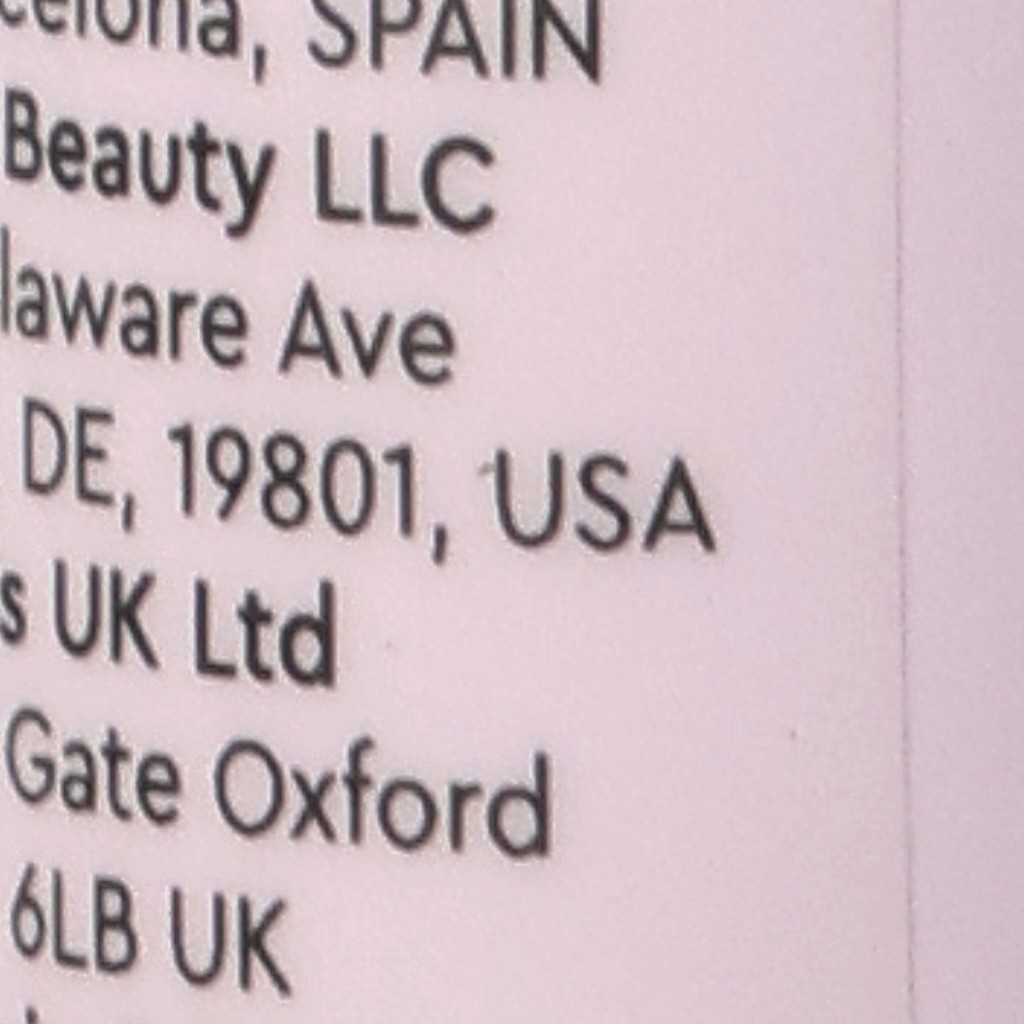 celona, SPAIN
Beauty LLC
laware Ave
DE, 19801, USA
s UK Ltd
Gate Oxford
6LB UK